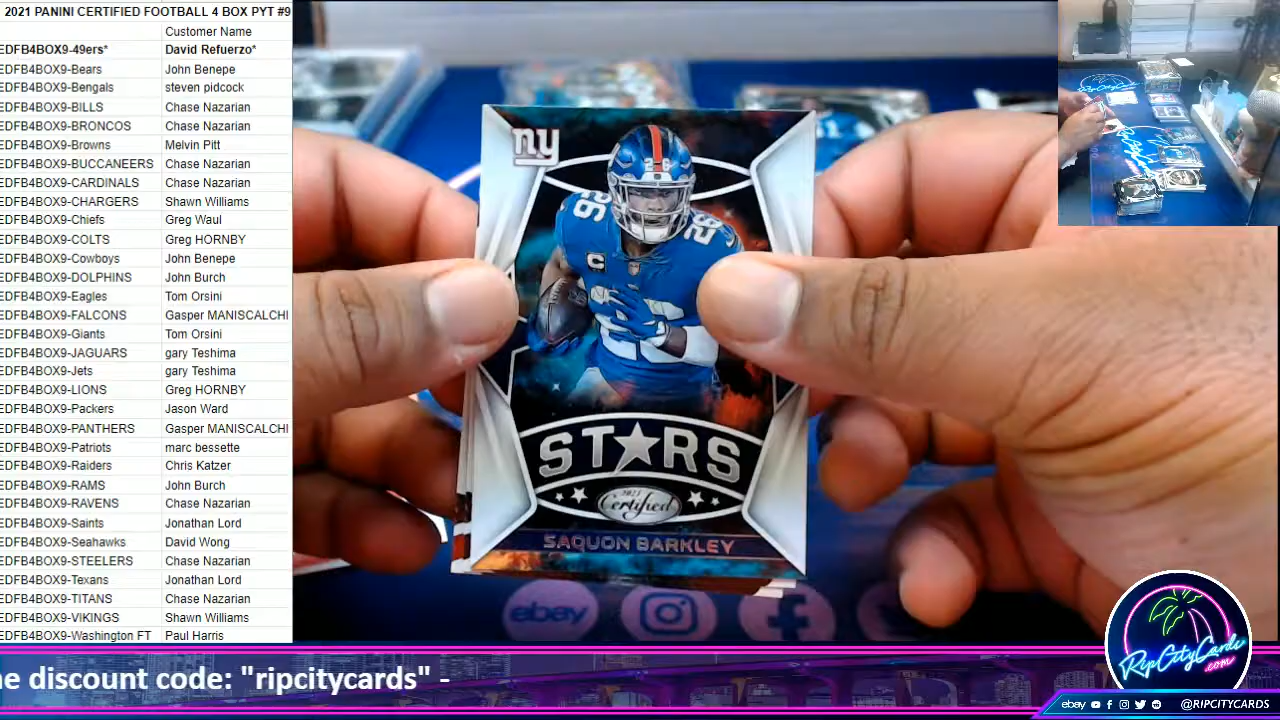 2021 PANINI CERTIFIED FOOTBALL 4 BOX PYT #9
Customer Name
EDFB4BOX9-49ers* David Refuerzo*
EDFB4BOX9-Bears John Benepe
EDFB4BOX9-Bengals steven pidcock
EDFB4BOX9-BILLS Chase Nazarian
EDFB4BOX9-BRONCOS Chase Nazarian
EDFB4BOX9-Browns Melvin Pitt
EDFB4BOX9-BUCCANEERS Chase Nazarian
EDFB4BOX9-CARDINALS Chase Nazarian
EDFB4BOX9-CHARGERS Shawn Williams
EDFB4BOX9-Chiefs Greg Waul
EDFB4BOX9-COLTS Greg HORNBY
EDFB4BOX9-Cowboys John Benepe
EDFB4BOX9-DOLPHINS John Burch
EDFB4BOX9-Eagles Tom Orsini
EDFB4BOX9-FALCONS Gasper MANISCALCHI
EDFB4BOX9-Giants Tom Orsini
EDFB4BOX9-JAGUARS gary Teshima
EDFB4BOX9-Jets gary Teshima
EDFB4BOX9-LIONS Greg HORNBY
EDFB4BOX9-Packers Jason Ward
EDFB4BOX9-PANTHERS Gasper MANISCALCHI
EDFB4BOX9-Patriots marc bessette
EDFB4BOX9-Raiders Chris Katzer
EDFB4BOX9-RAMS John Burch
EDFB4BOX9-RAVENS Chase Nazarian
EDFB4BOX9-Saints Jonathan Lord
EDFB4BOX9-Seahawks David Wong
EDFB4BOX9-STEELERS Chase Nazarian
EDFB4BOX9-Texans Jonathan Lord
EDFB4BOX9-TITANS Chase Nazarian
EDFB4BOX9-VIKINGS Shawn Williams
EDFB4BOX9-Washington FT Paul Harris
ny
26
26 26
C
26
STARS
2021
Certified
SAQUON BARKLEY
ebay
RipCityCards
.com
e discount code: "ripcitycards" -
ebay @RIPCITYCARDS